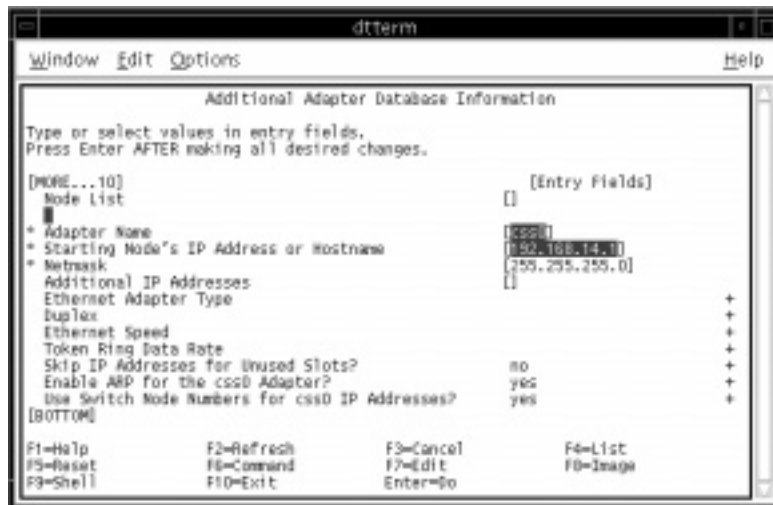 dtterm
Window Edit Options Help
Additional Adapter Database Information
Type or select values in entry fields.
Press Enter AFTER making all desired changes.
[MORE...10] [Entry Fields]
Node List []
* Adapter Name [css0]
* Starting Node's IP Address or Hostname [192.168.14.1]
* Netmask [255.255.255.0]
Additional IP Addresses []
Ethernet Adapter Type +
Duplex +
Ethernet Speed +
Token Ring Data Rate +
Skip IP Addresses for Unused Slots? no +
Enable ARP for the css0 Adapter? yes +
Use Switch Node Numbers for css0 IP Addresses? yes +
[BOTTOM]
F1=Help F2=Refresh F3=Cancel F4=List
F5=Reset F6=Command F7=Edit F8=Image
F9=Shell F10=Exit Enter=Do